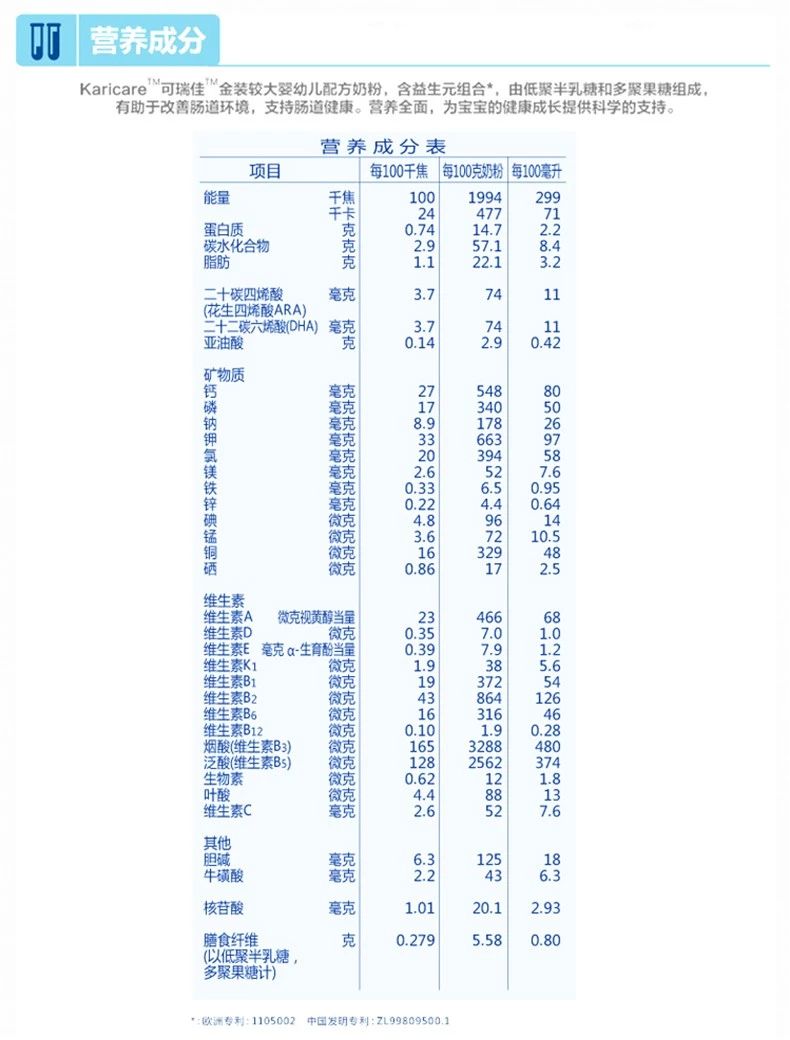 营养成分
Karicare™可瑞佳™金装较大婴幼儿配方奶粉，含益生元组合*，由低聚半乳糖和多聚果糖组成，
有助于改善肠道环境，支持肠道健康。营养全面，为宝宝的健康成长提供科学的支持。
营养成分表
项目 每100千焦 每100克奶粉 每100毫升
能量 千焦 100 1994 299
千卡 24 477 71
蛋白质 克 0.74 14.7 2.2
碳水化合物 克 2.9 57.1 8.4
脂肪 克 1.1 22.1 3.2
二十碳四烯酸 毫克 3.7 74 11
(花生四烯酸ARA)
二十二碳六烯酸(DHA) 毫克 3.7 74 11
亚油酸 克 0.14 2.9 0.42
矿物质
钙 毫克 27 548 80
磷 毫克 17 340 50
钠 毫克 8.9 178 26
钾 毫克 33 663 97
氯 毫克 20 394 58
镁 毫克 2.6 52 7.6
铁 毫克 0.33 6.5 0.95
锌 毫克 0.22 4.4 0.64
碘 微克 4.8 96 14
锰 微克 3.6 72 10.5
铜 微克 16 329 48
硒 微克 0.86 17 2.5
维生素
维生素A 微克视黄醇当量 23 466 68
维生素D 微克 0.35 7.0 1.0
维生素E 毫克 α-生育酚当量 0.39 7.9 1.2
维生素K1 微克 1.9 38 5.6
维生素B1 微克 19 372 54
维生素B2 微克 43 864 126
维生素B6 微克 16 316 46
维生素B12 微克 0.10 1.9 0.28
烟酸(维生素B3) 微克 165 3288 480
泛酸(维生素B5) 微克 128 2562 374
生物素 微克 0.62 12 1.8
叶酸 微克 4.4 88 13
维生素C 毫克 2.6 52 7.6
其他
胆碱 毫克 6.3 125 18
牛磺酸 毫克 2.2 43 6.3
核苷酸 毫克 1.01 20.1 2.93
膳食纤维 克 0.279 5.58 0.80
(以低聚半乳糖，
多聚果糖计)
*:欧洲专利:1105002 中国发明专利:ZL99809500.1